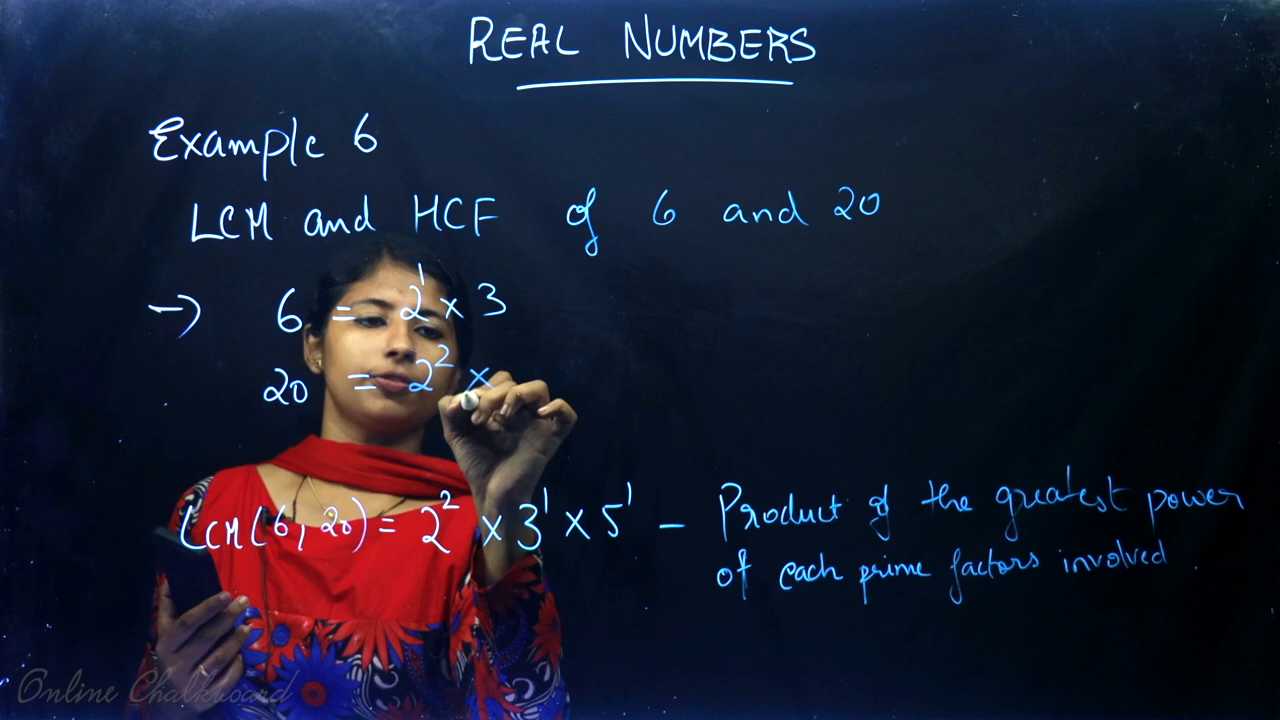 REAL NUMBERS
Example 6
LCM and HCF of 6 and 20
→ 6 = 2¹ × 3
20 = 2² ×
LCM(6, 20) = 2² × 3¹ × 5¹ – Product of the greatest power
of each prime factors involved.
Online Chalkboard